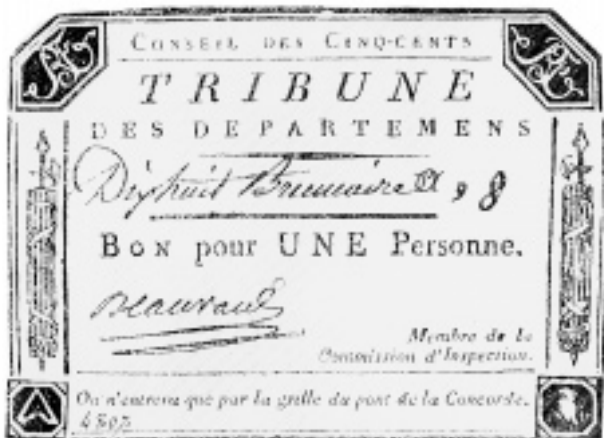 CONSEIL DES CINQ-CENTS
TRIBUNE
DES DEPARTEMENS
Dixhuit Brumaire 8
BON pour UNE Personne.
Membre de la
Commission d'Inspection.
On n'entrera que par la grille du pont de la Concorde.